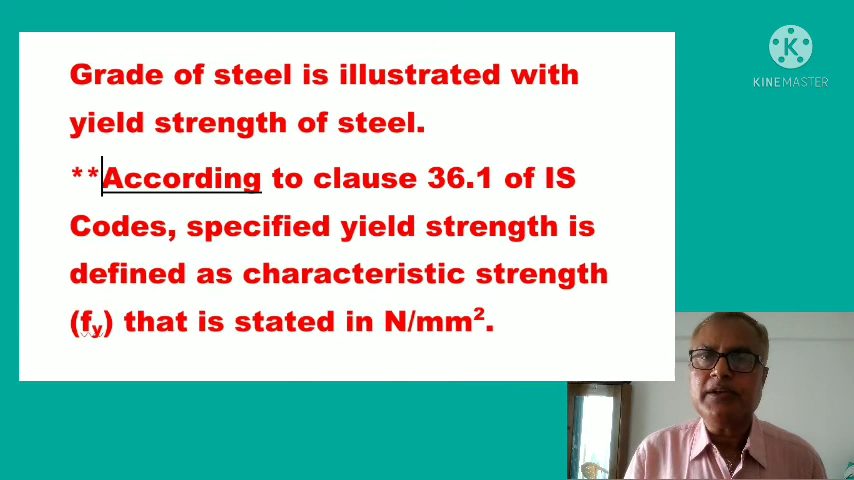 Grade of steel is illustrated with
yield strength of steel.
**According to clause 36.1 of IS
Codes, specified yield strength is
defined as characteristic strength
(fy) that is stated in N/mm².
K
KINEMASTER